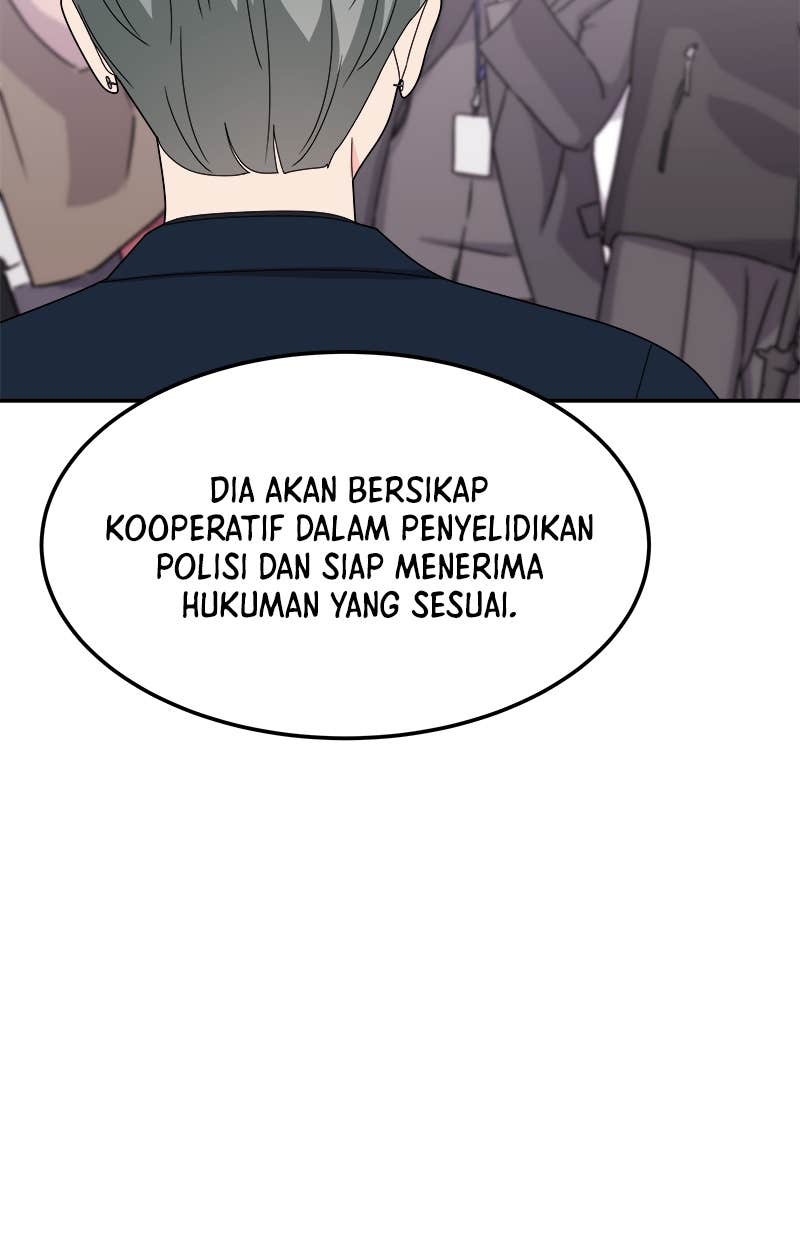 DIA AKAN BERSIKAP
KOOPERATIF DALAM PENYELIDIKAN
POLISI DAN SIAP MENERIMA
HUKUMAN YANG SESUAI.